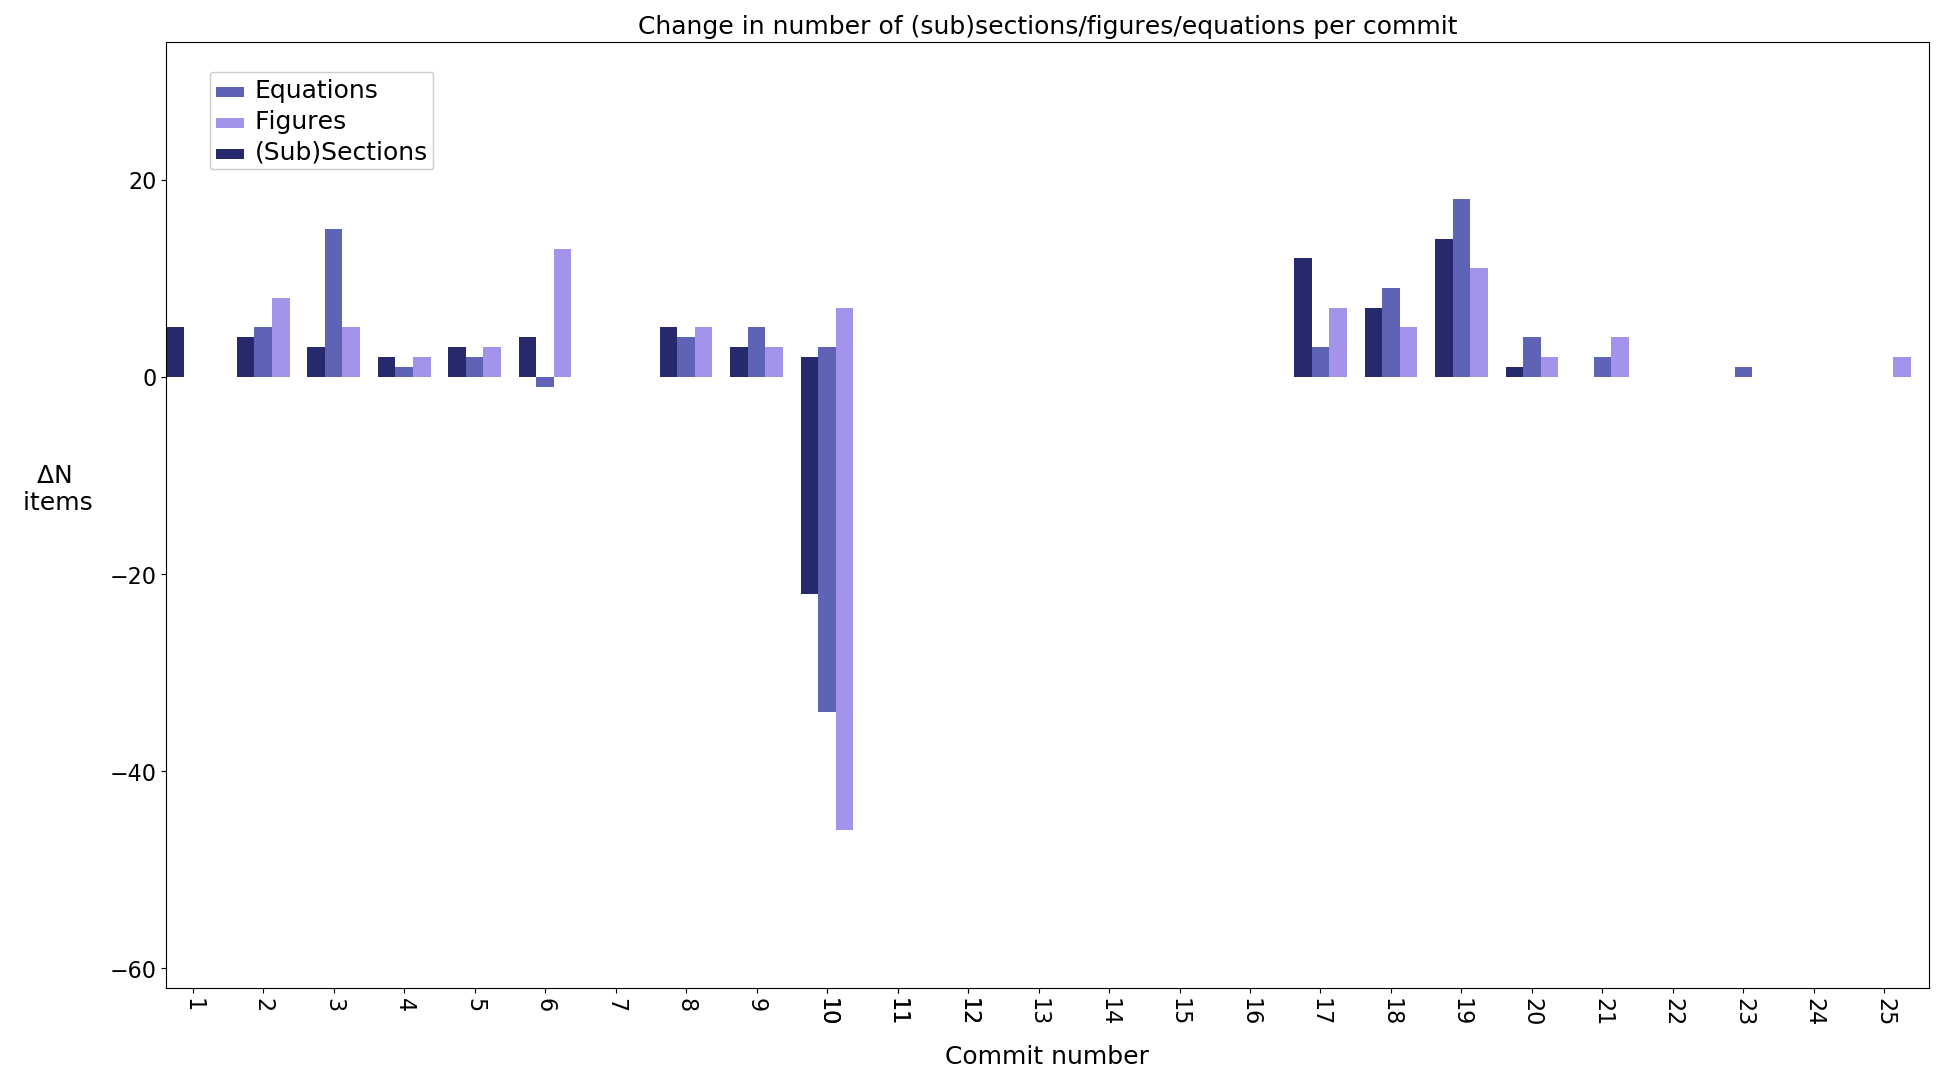 Change in number of (sub)sections/figures/equations per commit
Equations
Figures
(Sub)Sections
20
0
−20
−40
−60
ΔN
items
1 2 3 4 5 6 7 8 9 10 11 12 13 14 15 16 17 18 19 20 21 22 23 24 25
Commit number